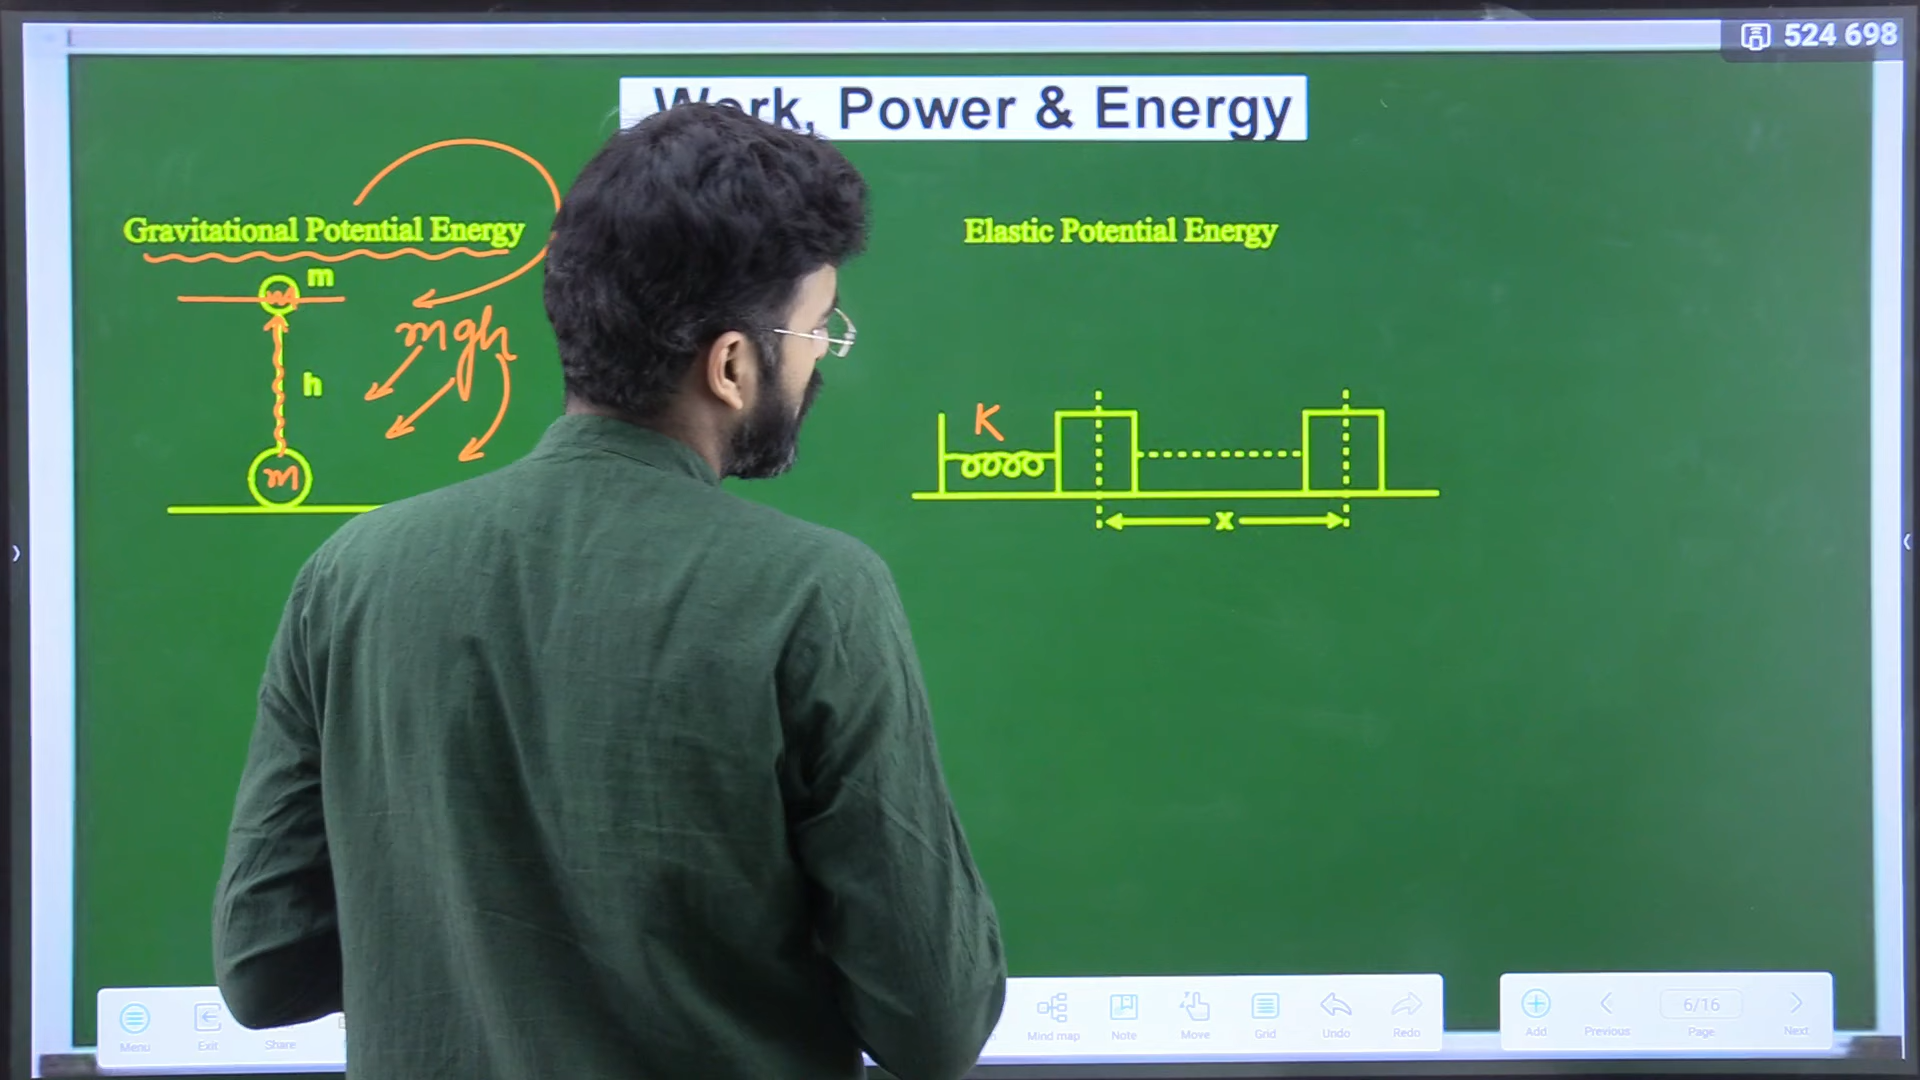 524 698
Work, Power & Energy
Gravitational Potential Energy
m
m
h
mgh
m
Elastic Potential Energy
K
x
Menu
Exit
Share
Mind map
Note
Move
Grid
Undo
Redo
Add
Previous
6/16
Page
Next